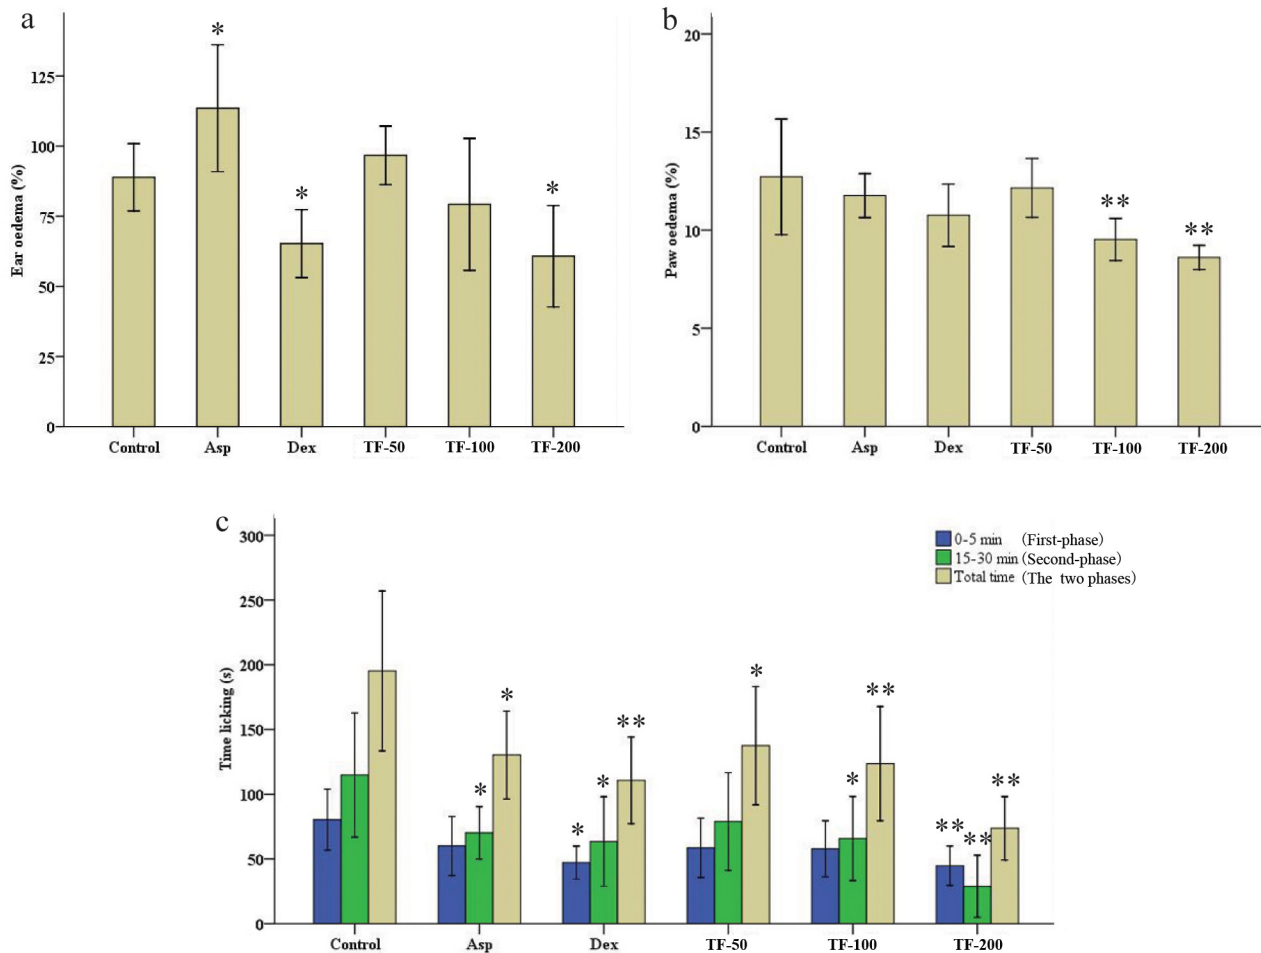 a
Ear oedema (%)
125
100
75
50
25
0
*
*
*
Control Asp Dex TF-50 TF-100 TF-200
b
Paw oedema (%)
20
15
10
5
0
**
**
Control Asp Dex TF-50 TF-100 TF-200
c
Time licking (s)
300
250
200
150
100
50
0
0-5 min (First-phase)
15-30 min (Second-phase)
Total time (The two phases)
* *
* * **
*
* **
** ** **
Control Asp Dex TF-50 TF-100 TF-200